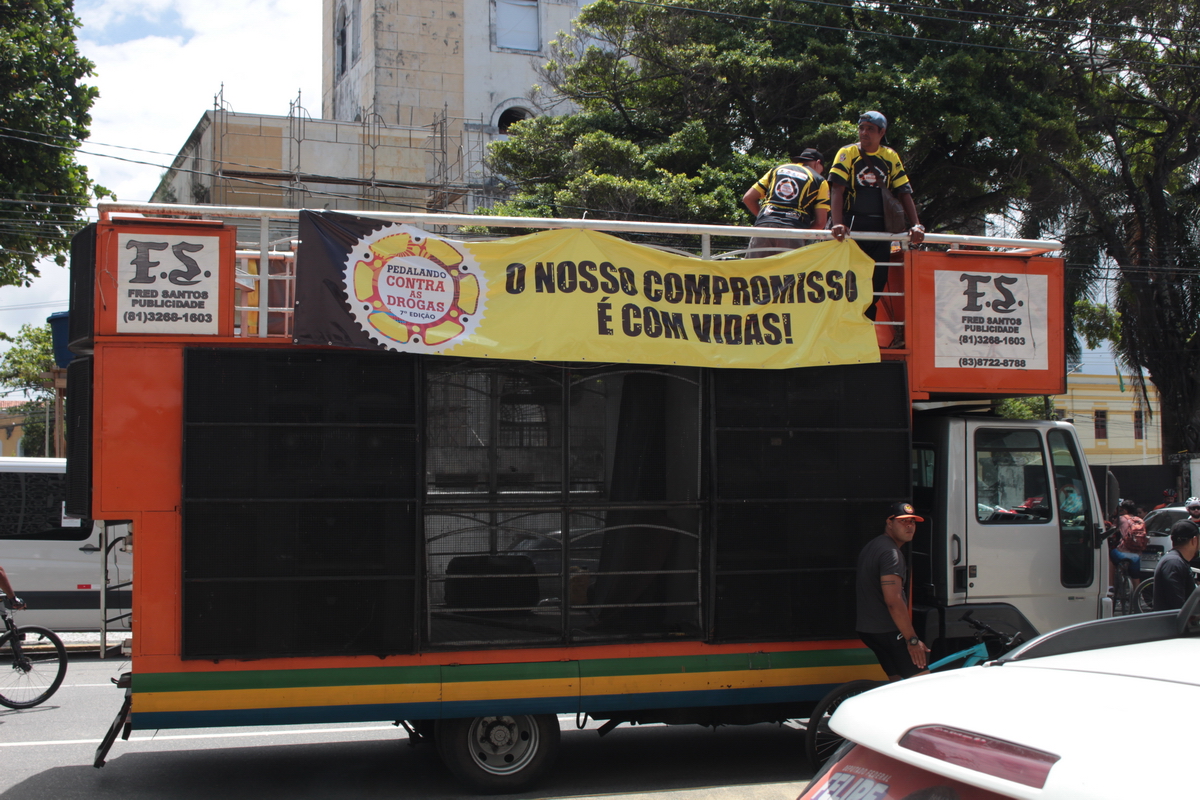 F.S.
FRED SANTOS
PUBLICIDADE
(81)3268-1603
PEDALANDO
CONTRA
AS
DROGAS
7ª EDIÇÃO
O NOSSO COMPROMISSO
É COM VIDAS!
F.S.
FRED SANTOS
PUBLICIDADE
(81)3268-1603
(83)8722-8788
FELIPE